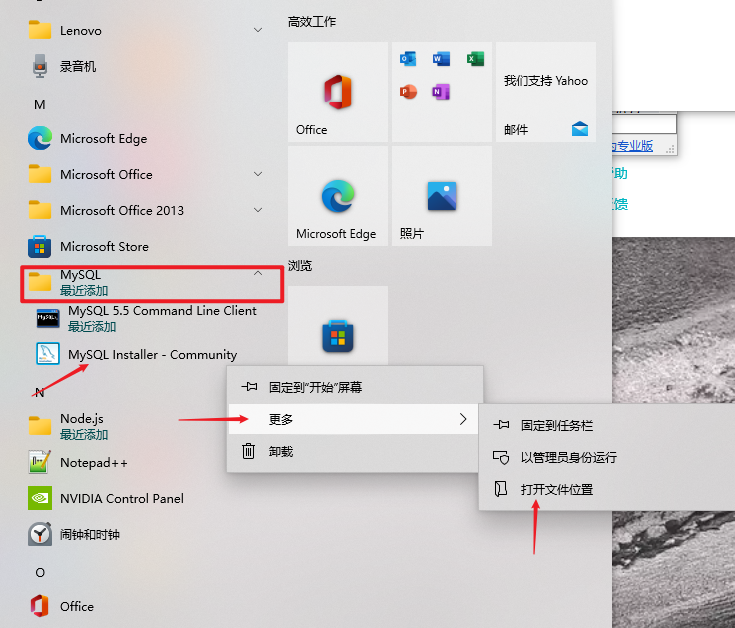 Lenovo
录音机
M
Microsoft Edge
Microsoft Office
Microsoft Office 2013
Microsoft Store
MySQL
最近添加
MySQL 5.5 Command Line Client
最近添加
MySQL Installer - Community
N
Node.js
最近添加
Notepad++
NVIDIA Control Panel
闹钟和时钟
O
Office
高效工作
Office
我们支持 Yahoo
邮件
Microsoft Edge
照片
浏览
固定到"开始"屏幕
更多
卸载
固定到任务栏
以管理员身份运行
打开文件位置
专业版
助
馈